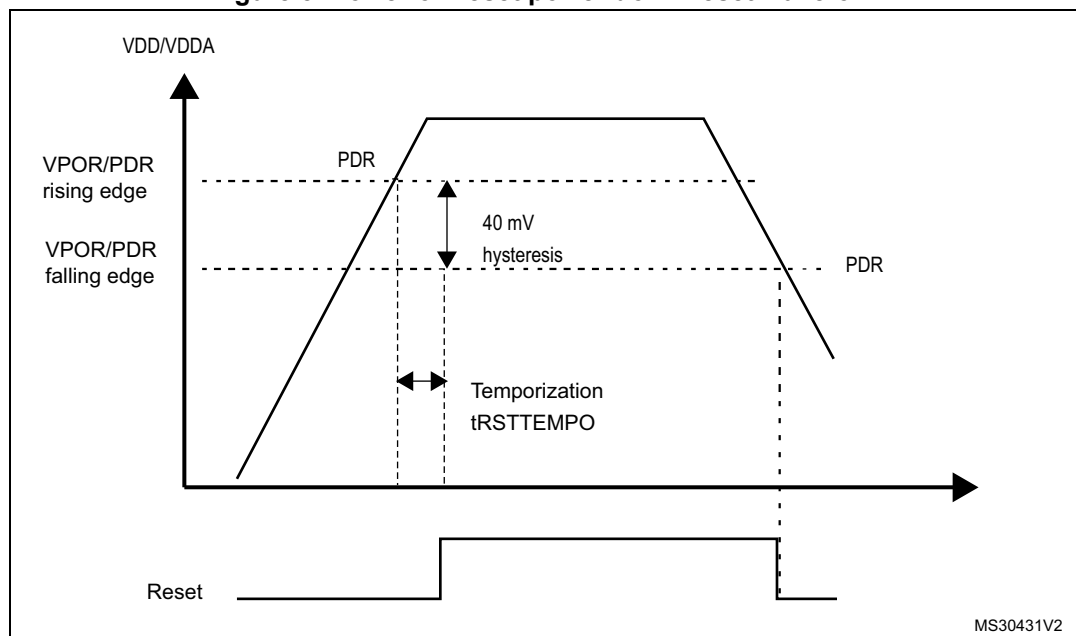 VDD/VDDA
VPOR/PDR
rising edge
PDR
40 mV
hysteresis
VPOR/PDR
falling edge
PDR
Temporization
tRSTTEMPO
Reset
MS30431V2